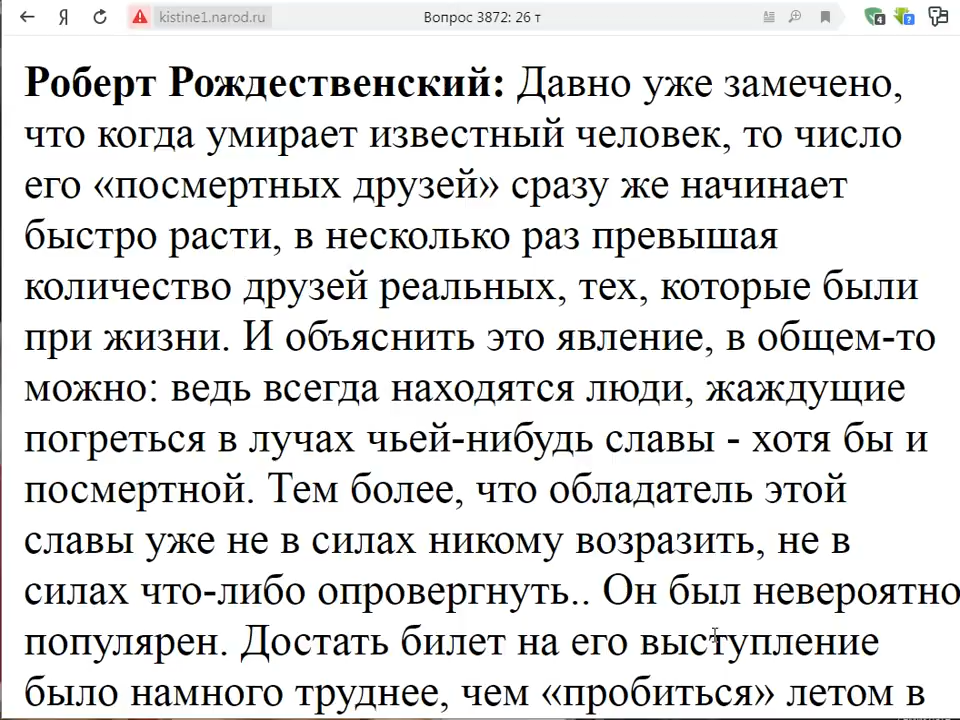 kistine1.narod.ru
Вопрос 3872: 26 т
4
?
Роберт Рождественский: Давно уже замечено,
что когда умирает известный человек, то число
его «посмертных друзей» сразу же начинает
быстро расти, в несколько раз превышая
количество друзей реальных, тех, которые были
при жизни. И объяснить это явление, в общем-то
можно: ведь всегда находятся люди, жаждущие
погреться в лучах чьей-нибудь славы - хотя бы и
посмертной. Тем более, что обладатель этой
славы уже не в силах никому возразить, не в
силах что-либо опровергнуть.. Он был невероятно
популярен. Достать билет на его выступление
было намного труднее, чем «пробиться» летом в